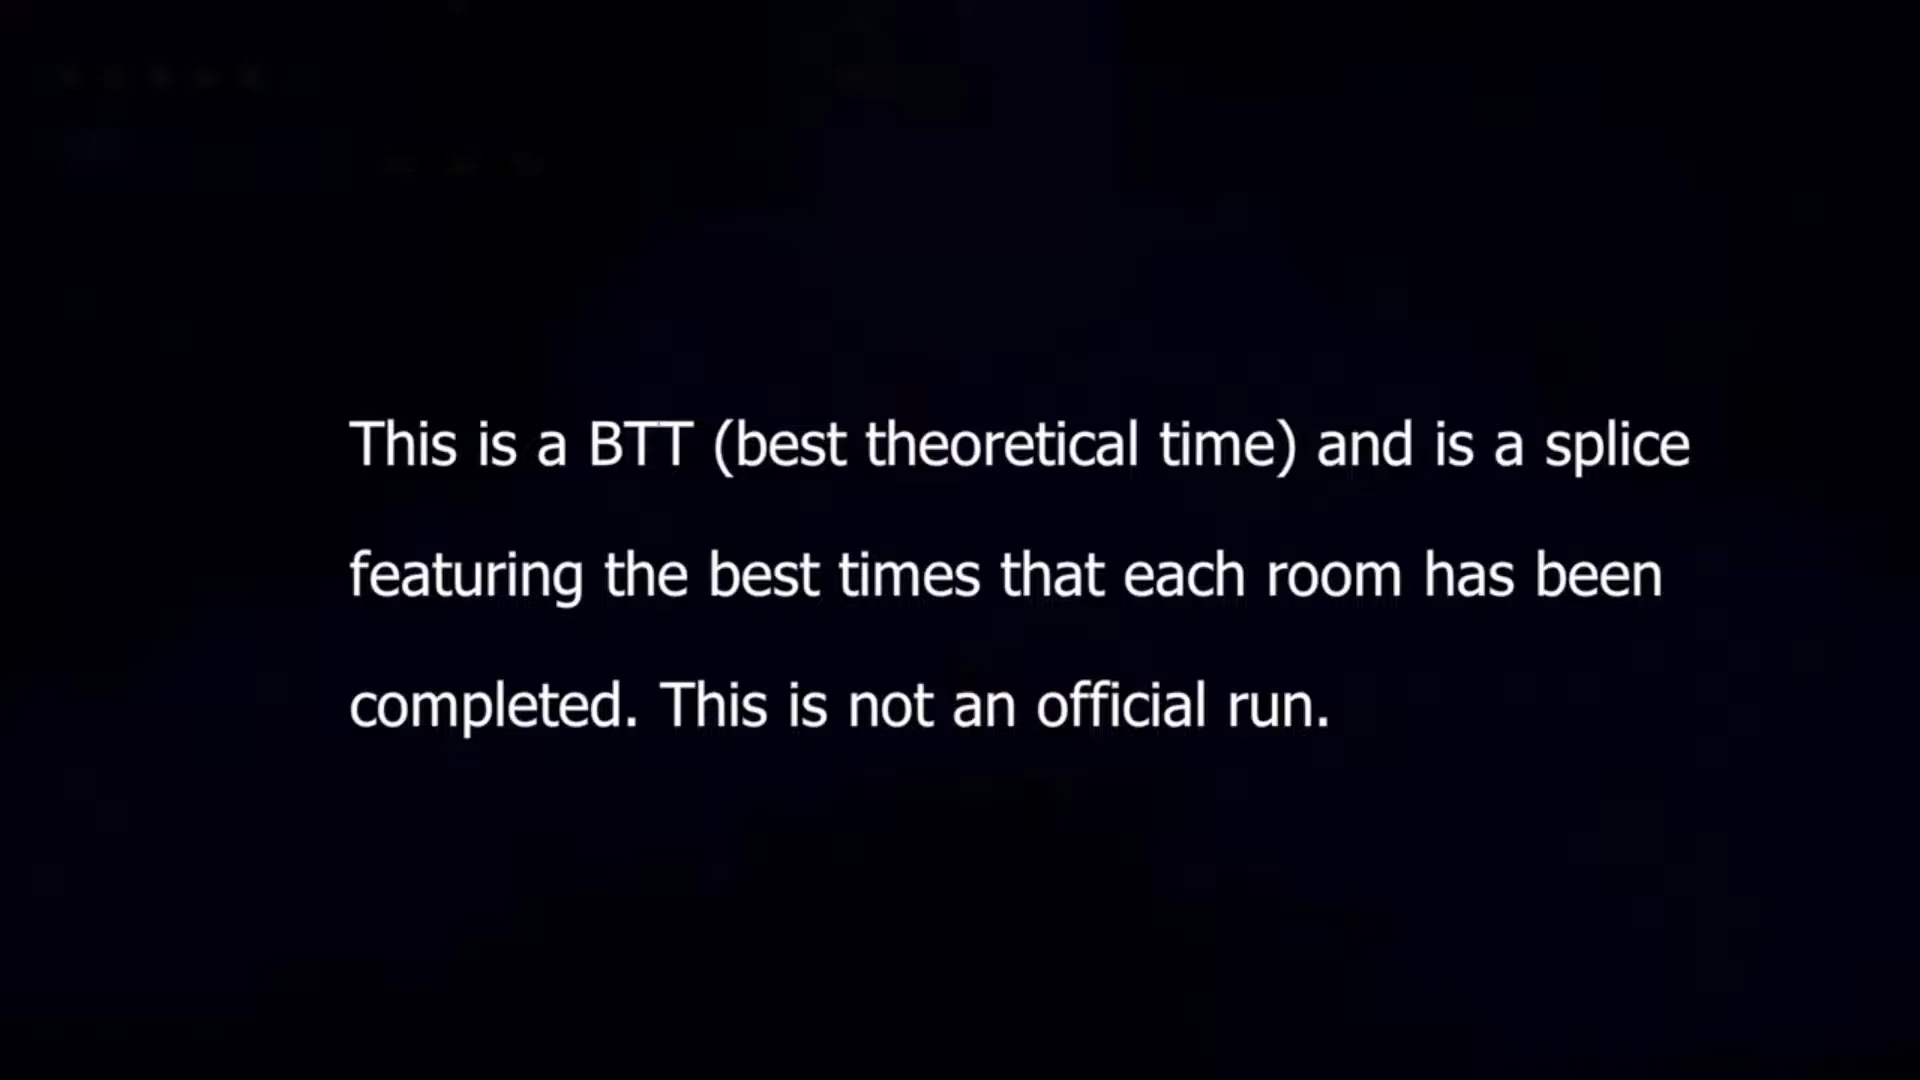 This is a BTT (best theoretical time) and is a splice
featuring the best times that each room has been
completed. This is not an official run.